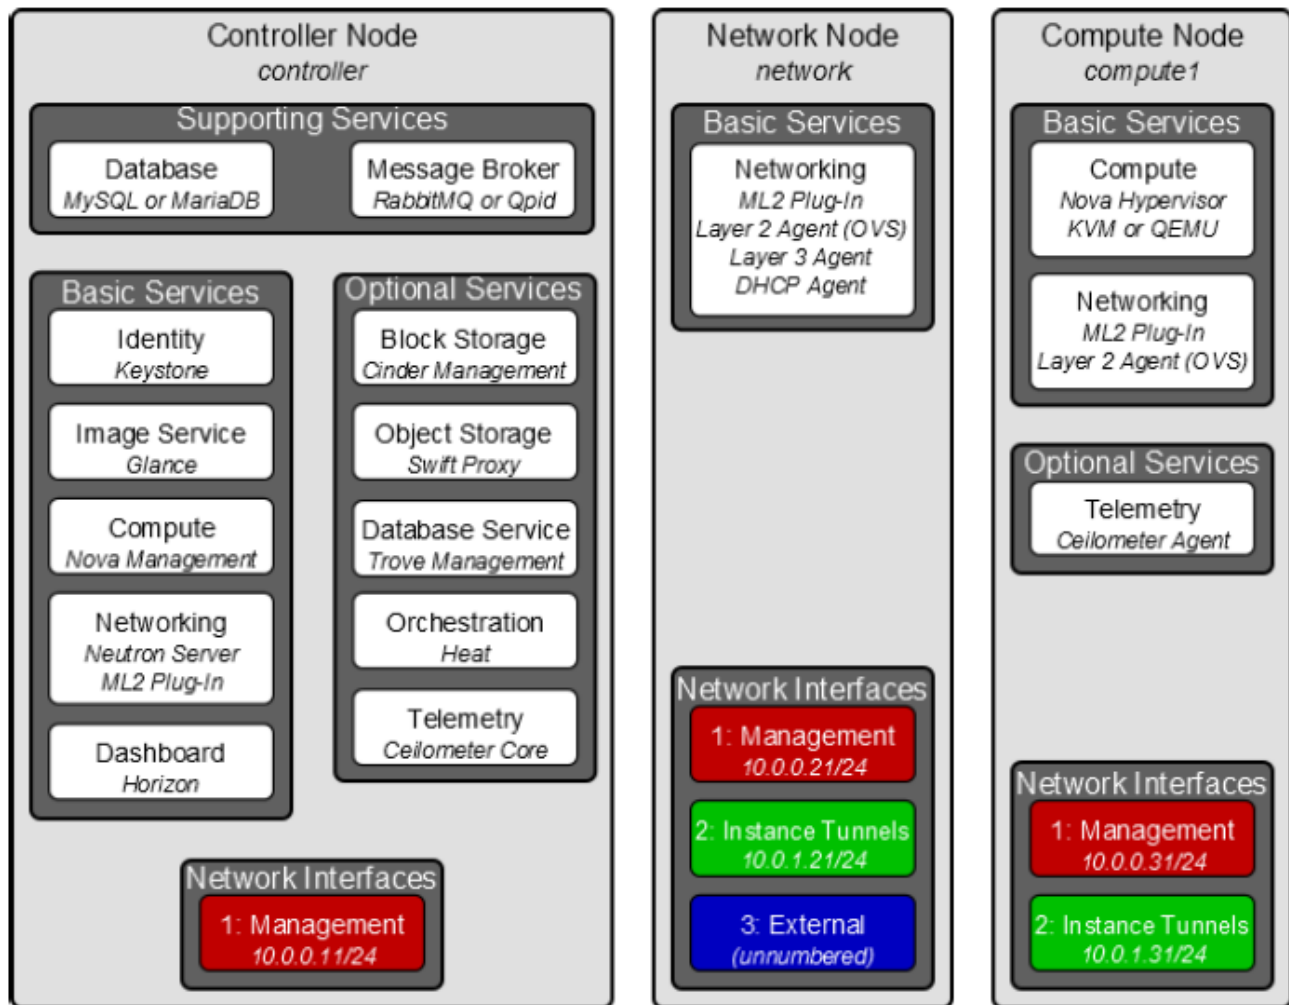 Controller Node
controller
Supporting Services
Database
MySQL or MariaDB
Message Broker
RabbitMQ or Qpid
Basic Services
Identity
Keystone
Image Service
Glance
Compute
Nova Management
Networking
Neutron Server
ML2 Plug-In
Dashboard
Horizon
Optional Services
Block Storage
Cinder Management
Object Storage
Swift Proxy
Database Service
Trove Management
Orchestration
Heat
Telemetry
Ceilometer Core
Network Interfaces
1: Management
10.0.0.11/24
Network Node
network
Basic Services
Networking
ML2 Plug-In
Layer 2 Agent (OVS)
Layer 3 Agent
DHCP Agent
Network Interfaces
1: Management
10.0.0.21/24
2: Instance Tunnels
10.0.1.21/24
3: External
(unnumbered)
Compute Node
compute1
Basic Services
Compute
Nova Hypervisor
KVM or QEMU
Networking
ML2 Plug-In
Layer 2 Agent (OVS)
Optional Services
Telemetry
Ceilometer Agent
Network Interfaces
1: Management
10.0.0.31/24
2: Instance Tunnels
10.0.1.31/24